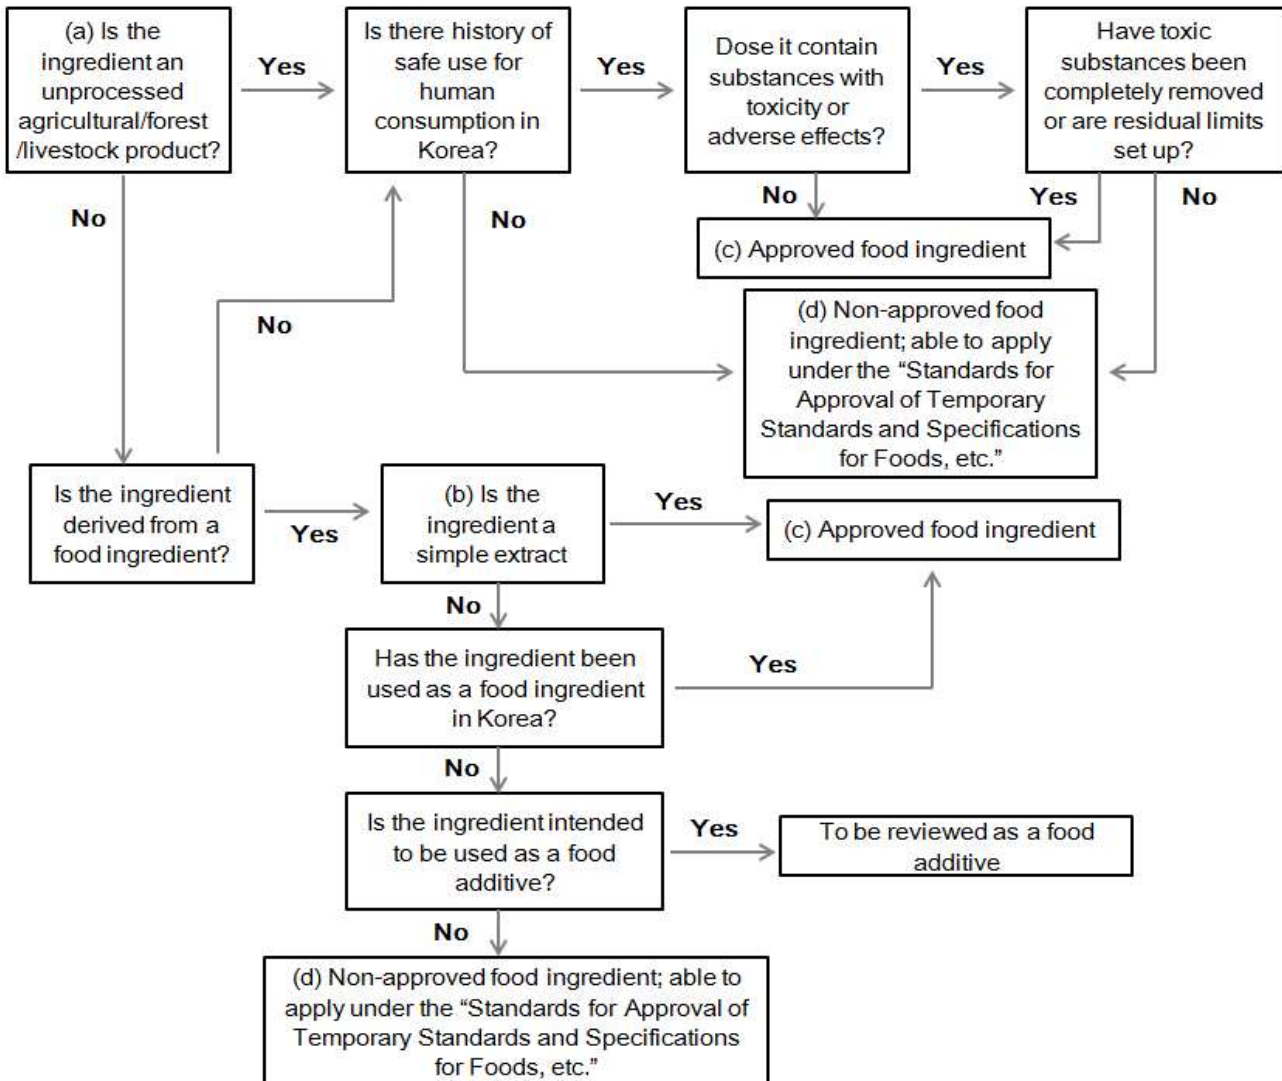 (a) Is the
ingredient an
unprocessed
agricultural/forest
/livestock product?
Yes
Is there history of
safe use for
human
consumption in
Korea?
Yes
Dose it contain
substances with
toxicity or
adverse effects?
Yes
Have toxic
substances been
completely removed
or are residual limits
set up?
No
No
No
Yes
No
(c) Approved food ingredient
No
(d) Non-approved food
ingredient; able to apply
under the “Standards for
Approval of Temporary
Standards and Specifications
for Foods, etc.”
Is the ingredient
derived from a
food ingredient?
Yes
(b) Is the
ingredient a
simple extract
Yes
(c) Approved food ingredient
No
Has the ingredient been
used as a food ingredient
in Korea?
Yes
No
Is the ingredient intended
to be used as a food
additive?
Yes
To be reviewed as a food
additive
No
(d) Non-approved food ingredient; able to
apply under the “Standards for Approval of
Temporary Standards and Specifications
for Foods, etc.”